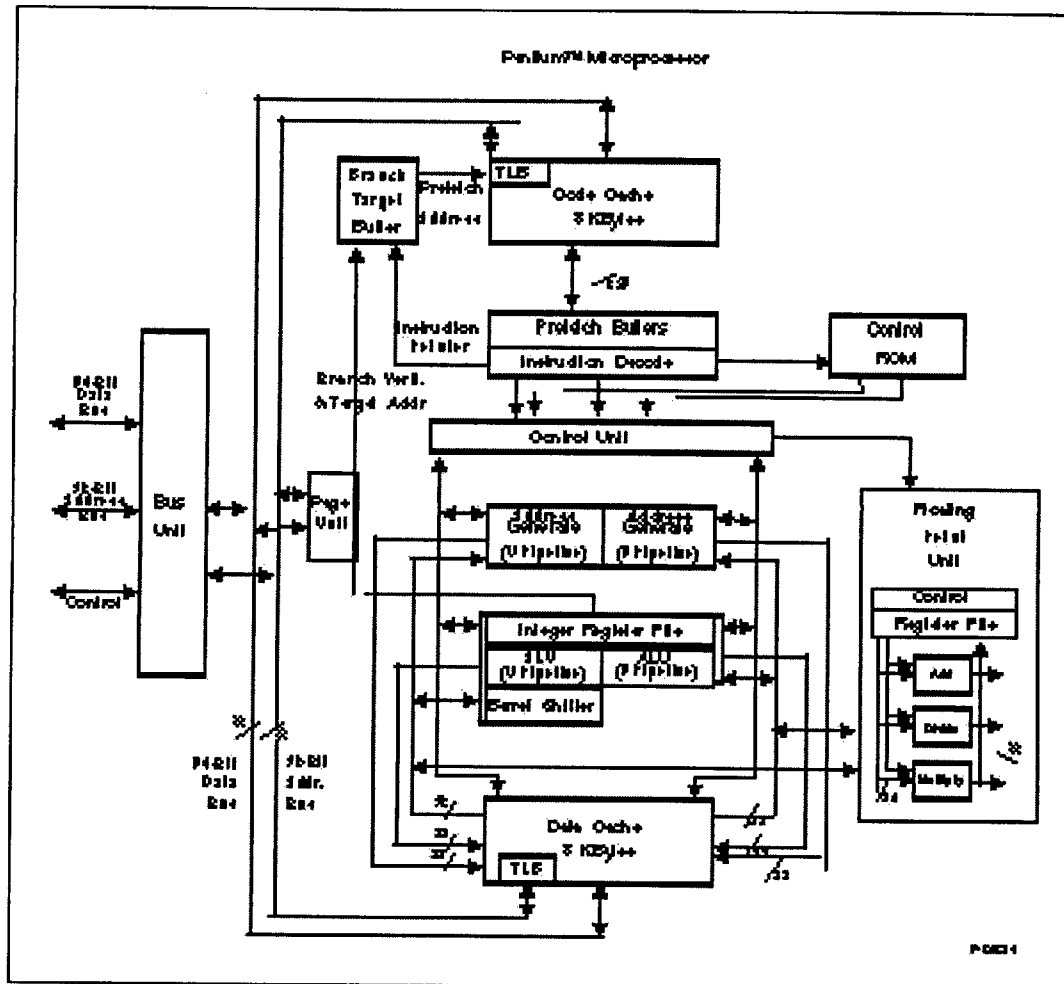 Pentium™ Microprocessor
Branch
Target
Buffer
Prefetch
Address
TLB
Code Cache
8 KBytes
Instruction
Pointer
Prefetch Buffers
Instruction Decode
Control
ROM
Branch Verif.
& Target Addr
Control Unit
64-Bit
Data
Bus
32-Bit
Address
Bus
Control
Bus
Unit
Page
Unit
Address
Generate
(U Pipeline)
Address
Generate
(V Pipeline)
Integer Register File
ALU
(U Pipeline)
ALU
(V Pipeline)
Barrel Shifter
Floating
Point
Unit
Control
Register File
Add
Divide
Multiply
64-Bit
Data
Bus
32-Bit
Addr.
Bus
32
32
32
32
Data Cache
8 KBytes
TLB